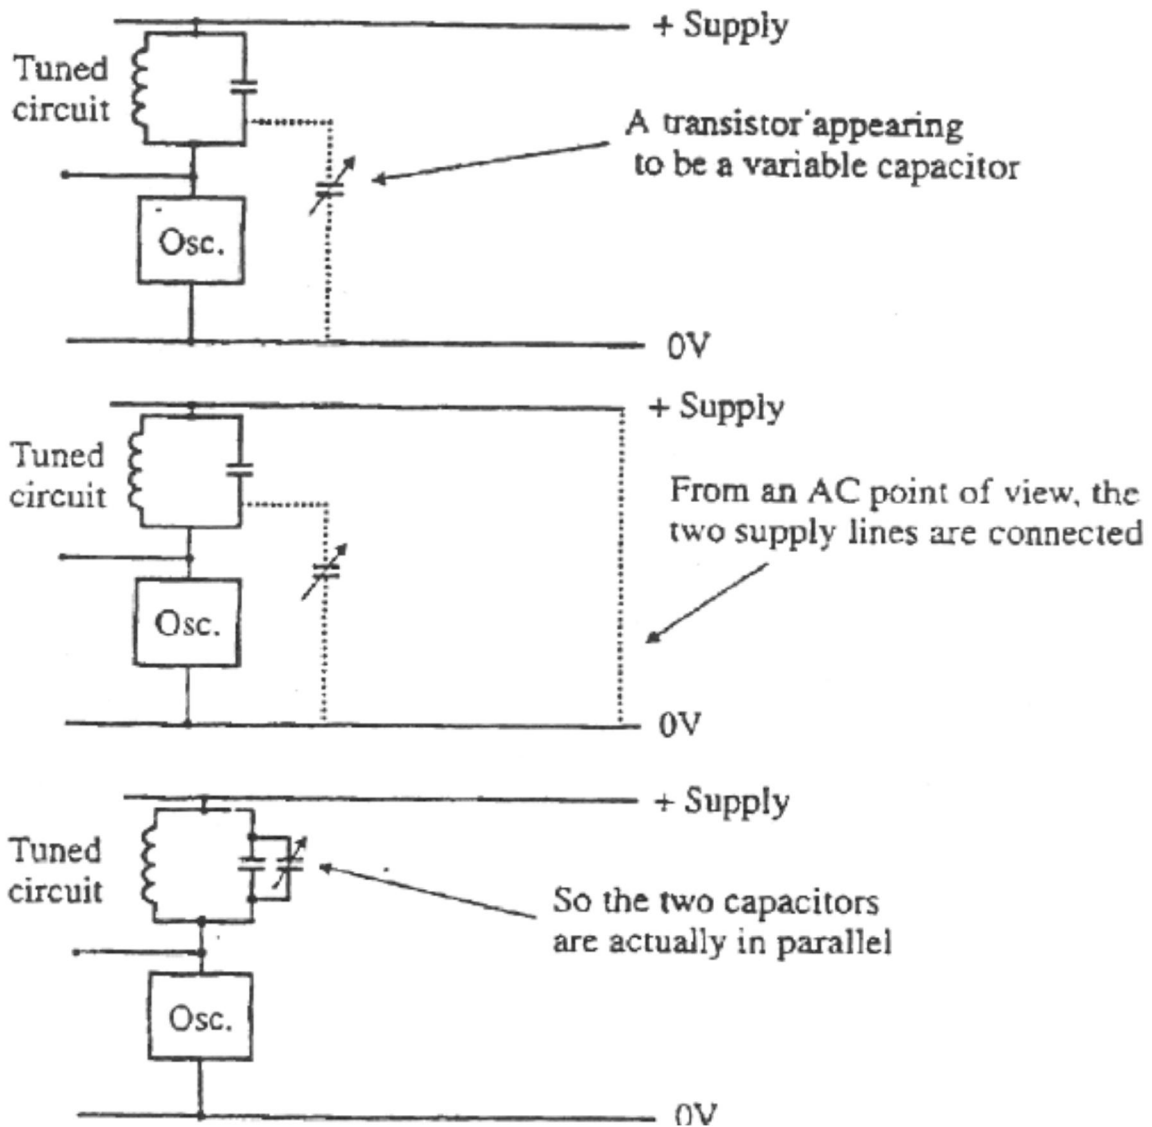 + Supply
Tuned
circuit
A transistor appearing
to be a variable capacitor
Osc.
0V
+ Supply
Tuned
circuit
From an AC point of view, the
two supply lines are connected
Osc.
0V
+ Supply
Tuned
circuit
So the two capacitors
are actually in parallel
Osc.
0V